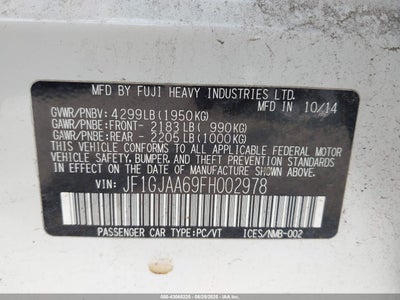 MFD BY FUJI HEAVY INDUSTRIES LTD.
IN 10/14
GVWR/PNBV: 4299LB(1950KG)
GAWR/PNBE:FRONT- 2183LB( 990KG)
GAWR/PNBE:REAR - 2205LB(1000KG)
THIS VEHICLE CONFORMS TO ALL APPLICABLE FEDERAL MOTOR
VEHICLE SAFETY, BUMPER, AND THEFT PREVENTION STANDARDS
IN EFFECT ON THE DATE OF MANUFACTURE SHOWN ABOVE.
VIN: JF1GJAA69FH002978
PASSENGER CAR TYPE:PC/VT ICES/NMB-002